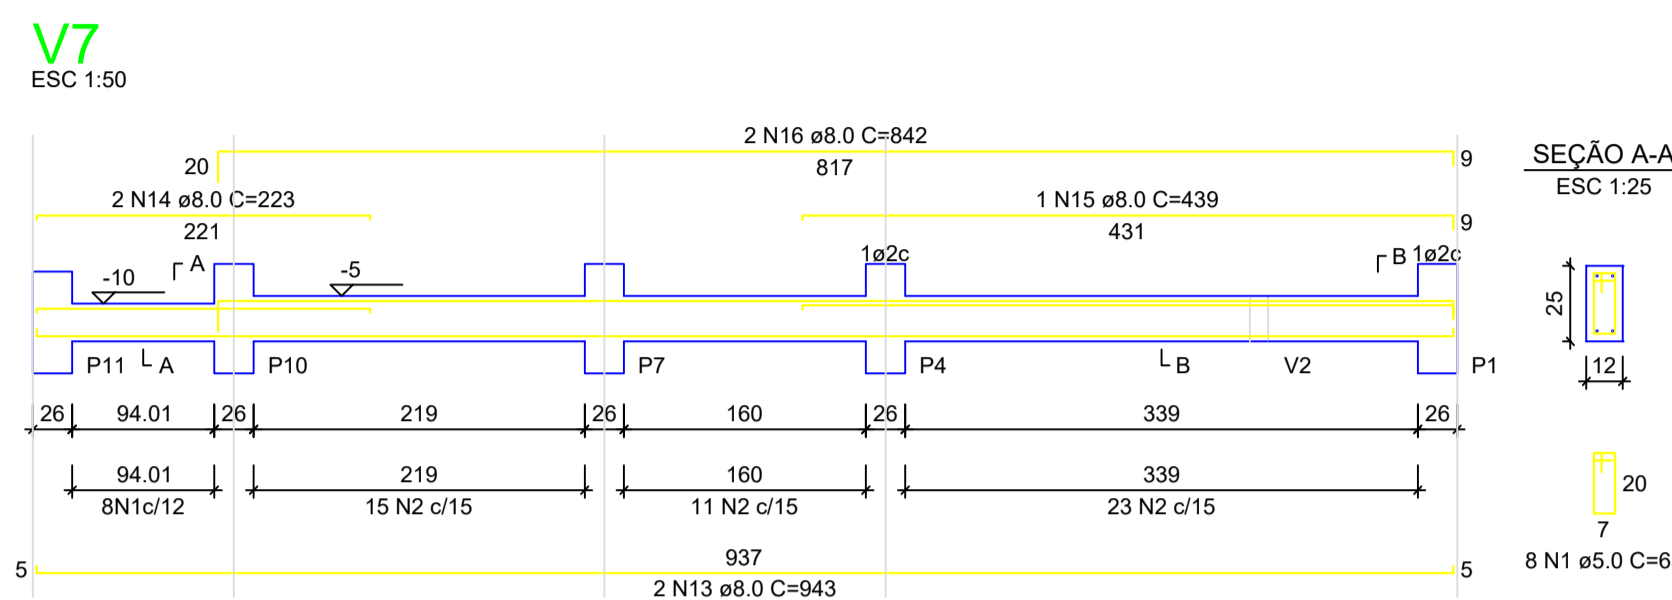 V7
ESC 1:50
2 N16 ø8.0 C=842
20
817
9
SEÇÃO A-A
ESC 1:25
2 N14 ø8.0 C=223
1 N15 ø8.0 C=439
221
431
9
A
1ø2c
B
1ø2c
-10
-5
25
P11
A
P10
P7
P4
B
V2
P1
12
26
94.01
26
219
26
160
26
339
26
94.01
219
160
339
20
8N1c/12
15 N2 c/15
11 N2 c/15
23 N2 c/15
7
937
8 N1 ø5.0 C=6
5
5
2 N13 ø8.0 C=943